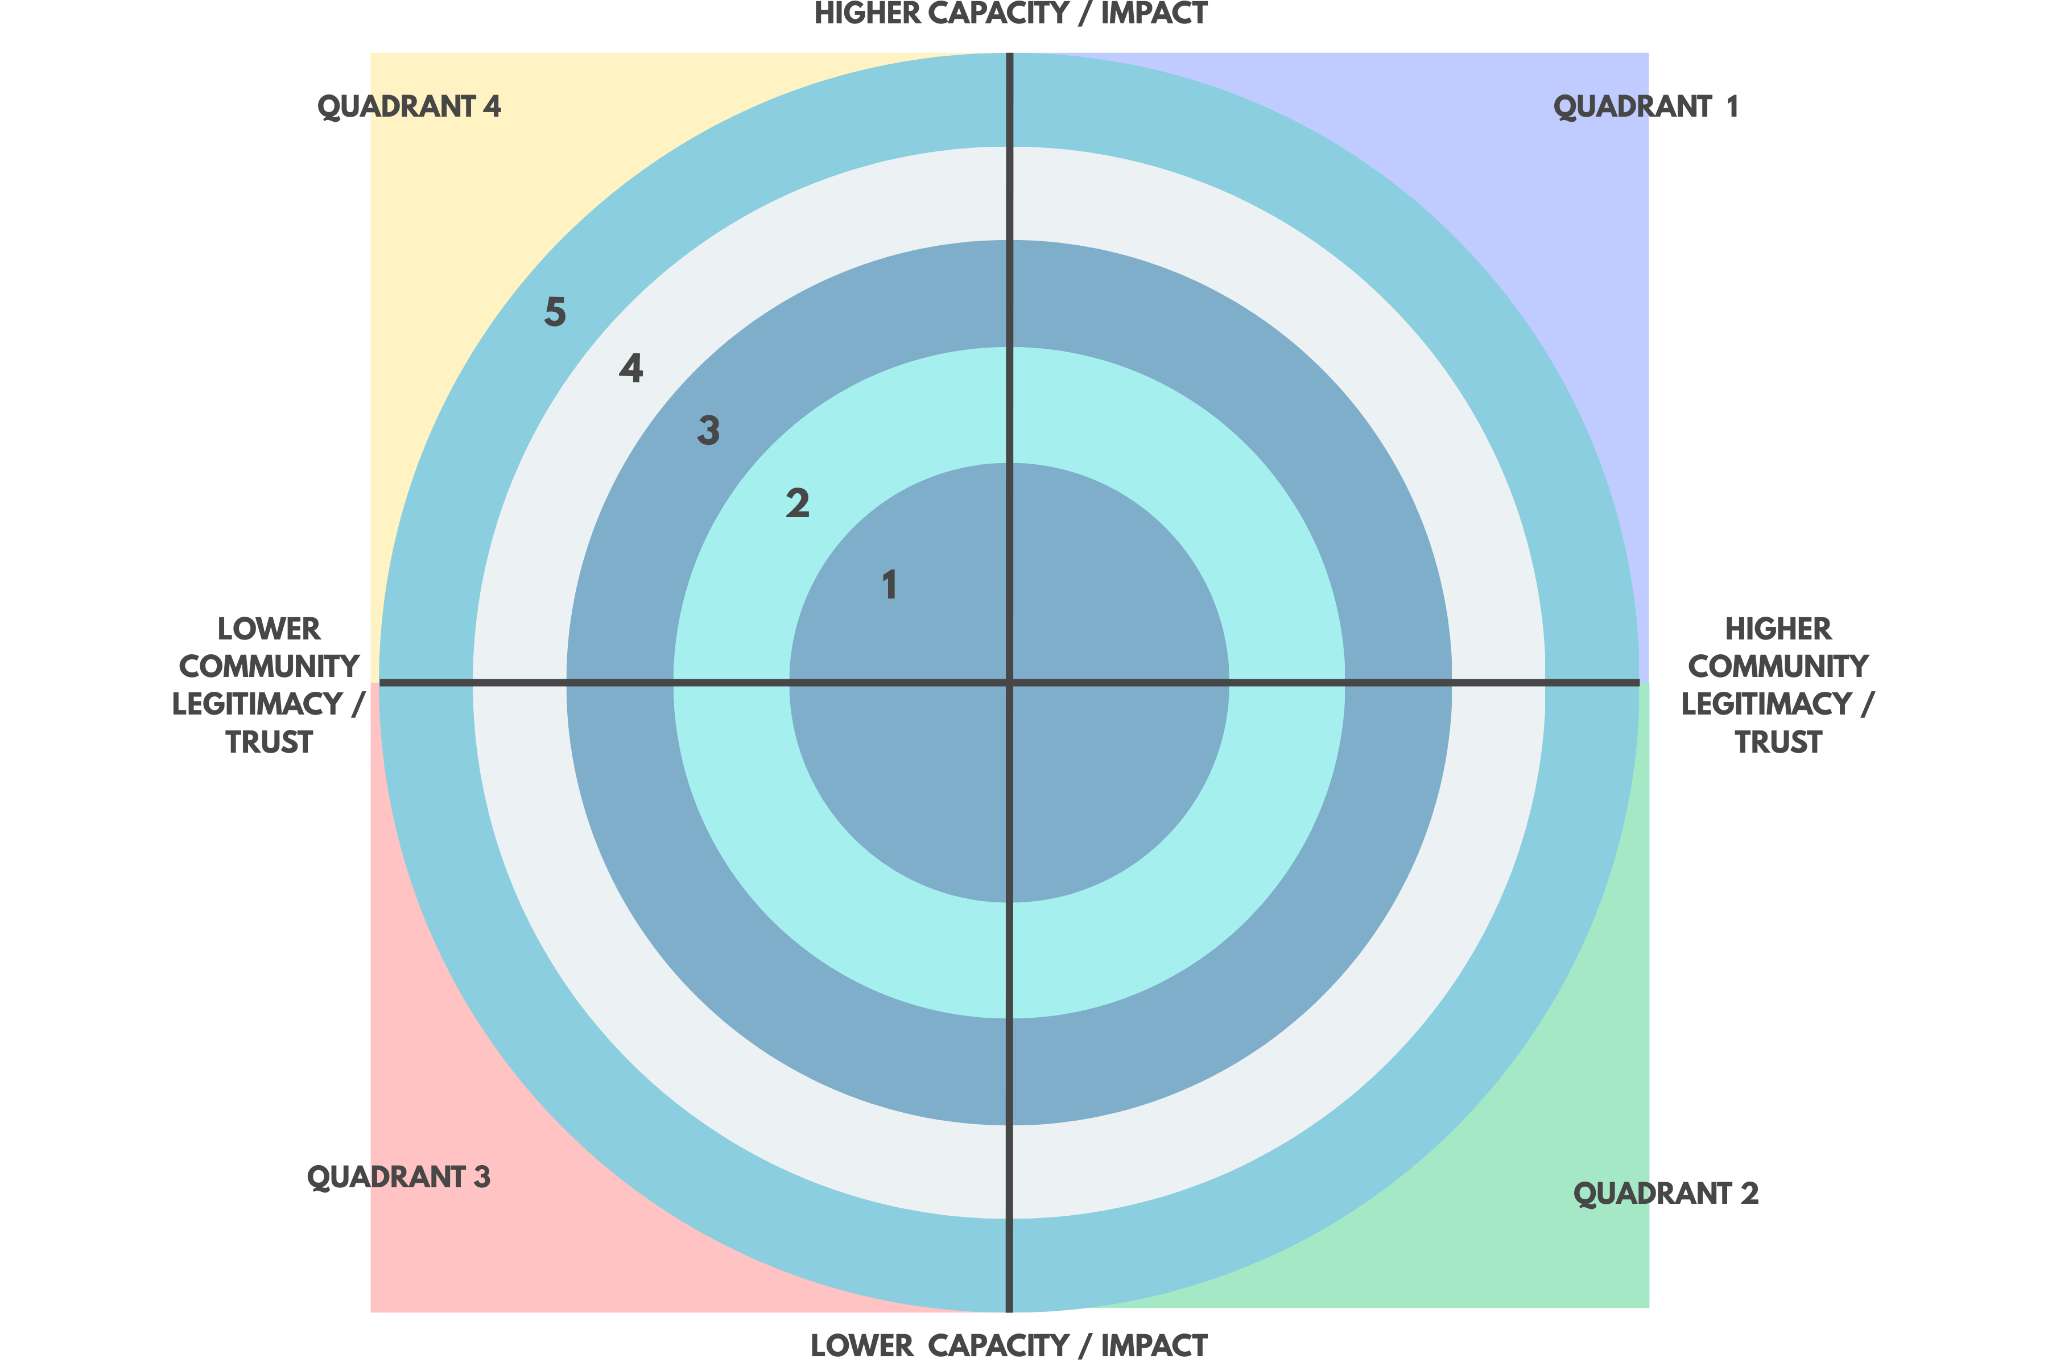 HIGHER CAPACITY / IMPACT
QUADRANT 4
QUADRANT 1
5
4
3
2
1
LOWER
COMMUNITY
LEGITIMACY /
TRUST
HIGHER
COMMUNITY
LEGITIMACY /
TRUST
QUADRANT 3
QUADRANT 2
LOWER CAPACITY / IMPACT